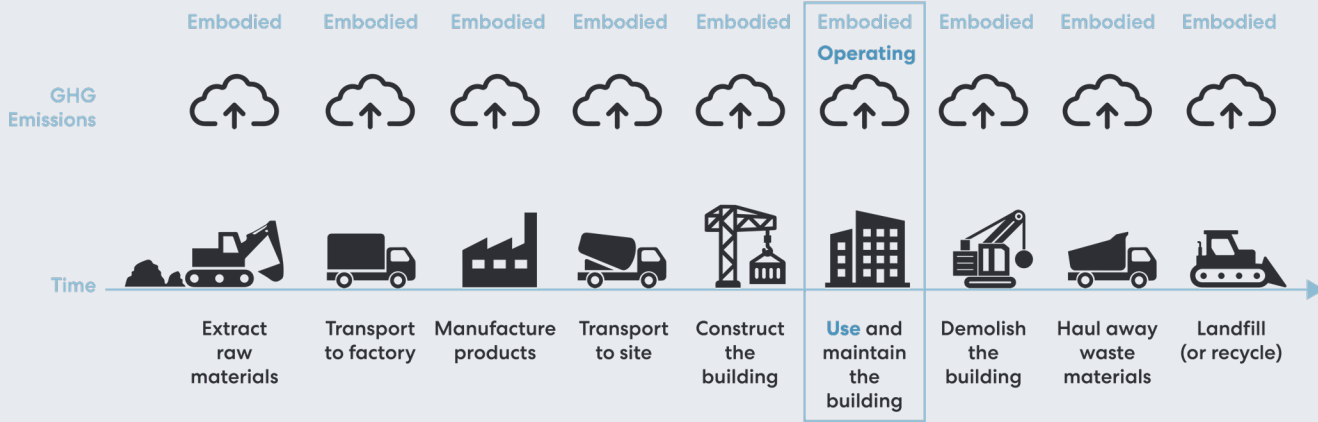 Embodied Embodied Embodied Embodied Embodied Embodied Embodied Embodied Embodied
Operating
GHG
Emissions
Time
Extract
raw
materials
Transport
to factory
Manufacture
products
Transport
to site
Construct
the
building
Use and
maintain
the
building
Demolish
the
building
Haul away
waste
materials
Landfill
(or recycle)